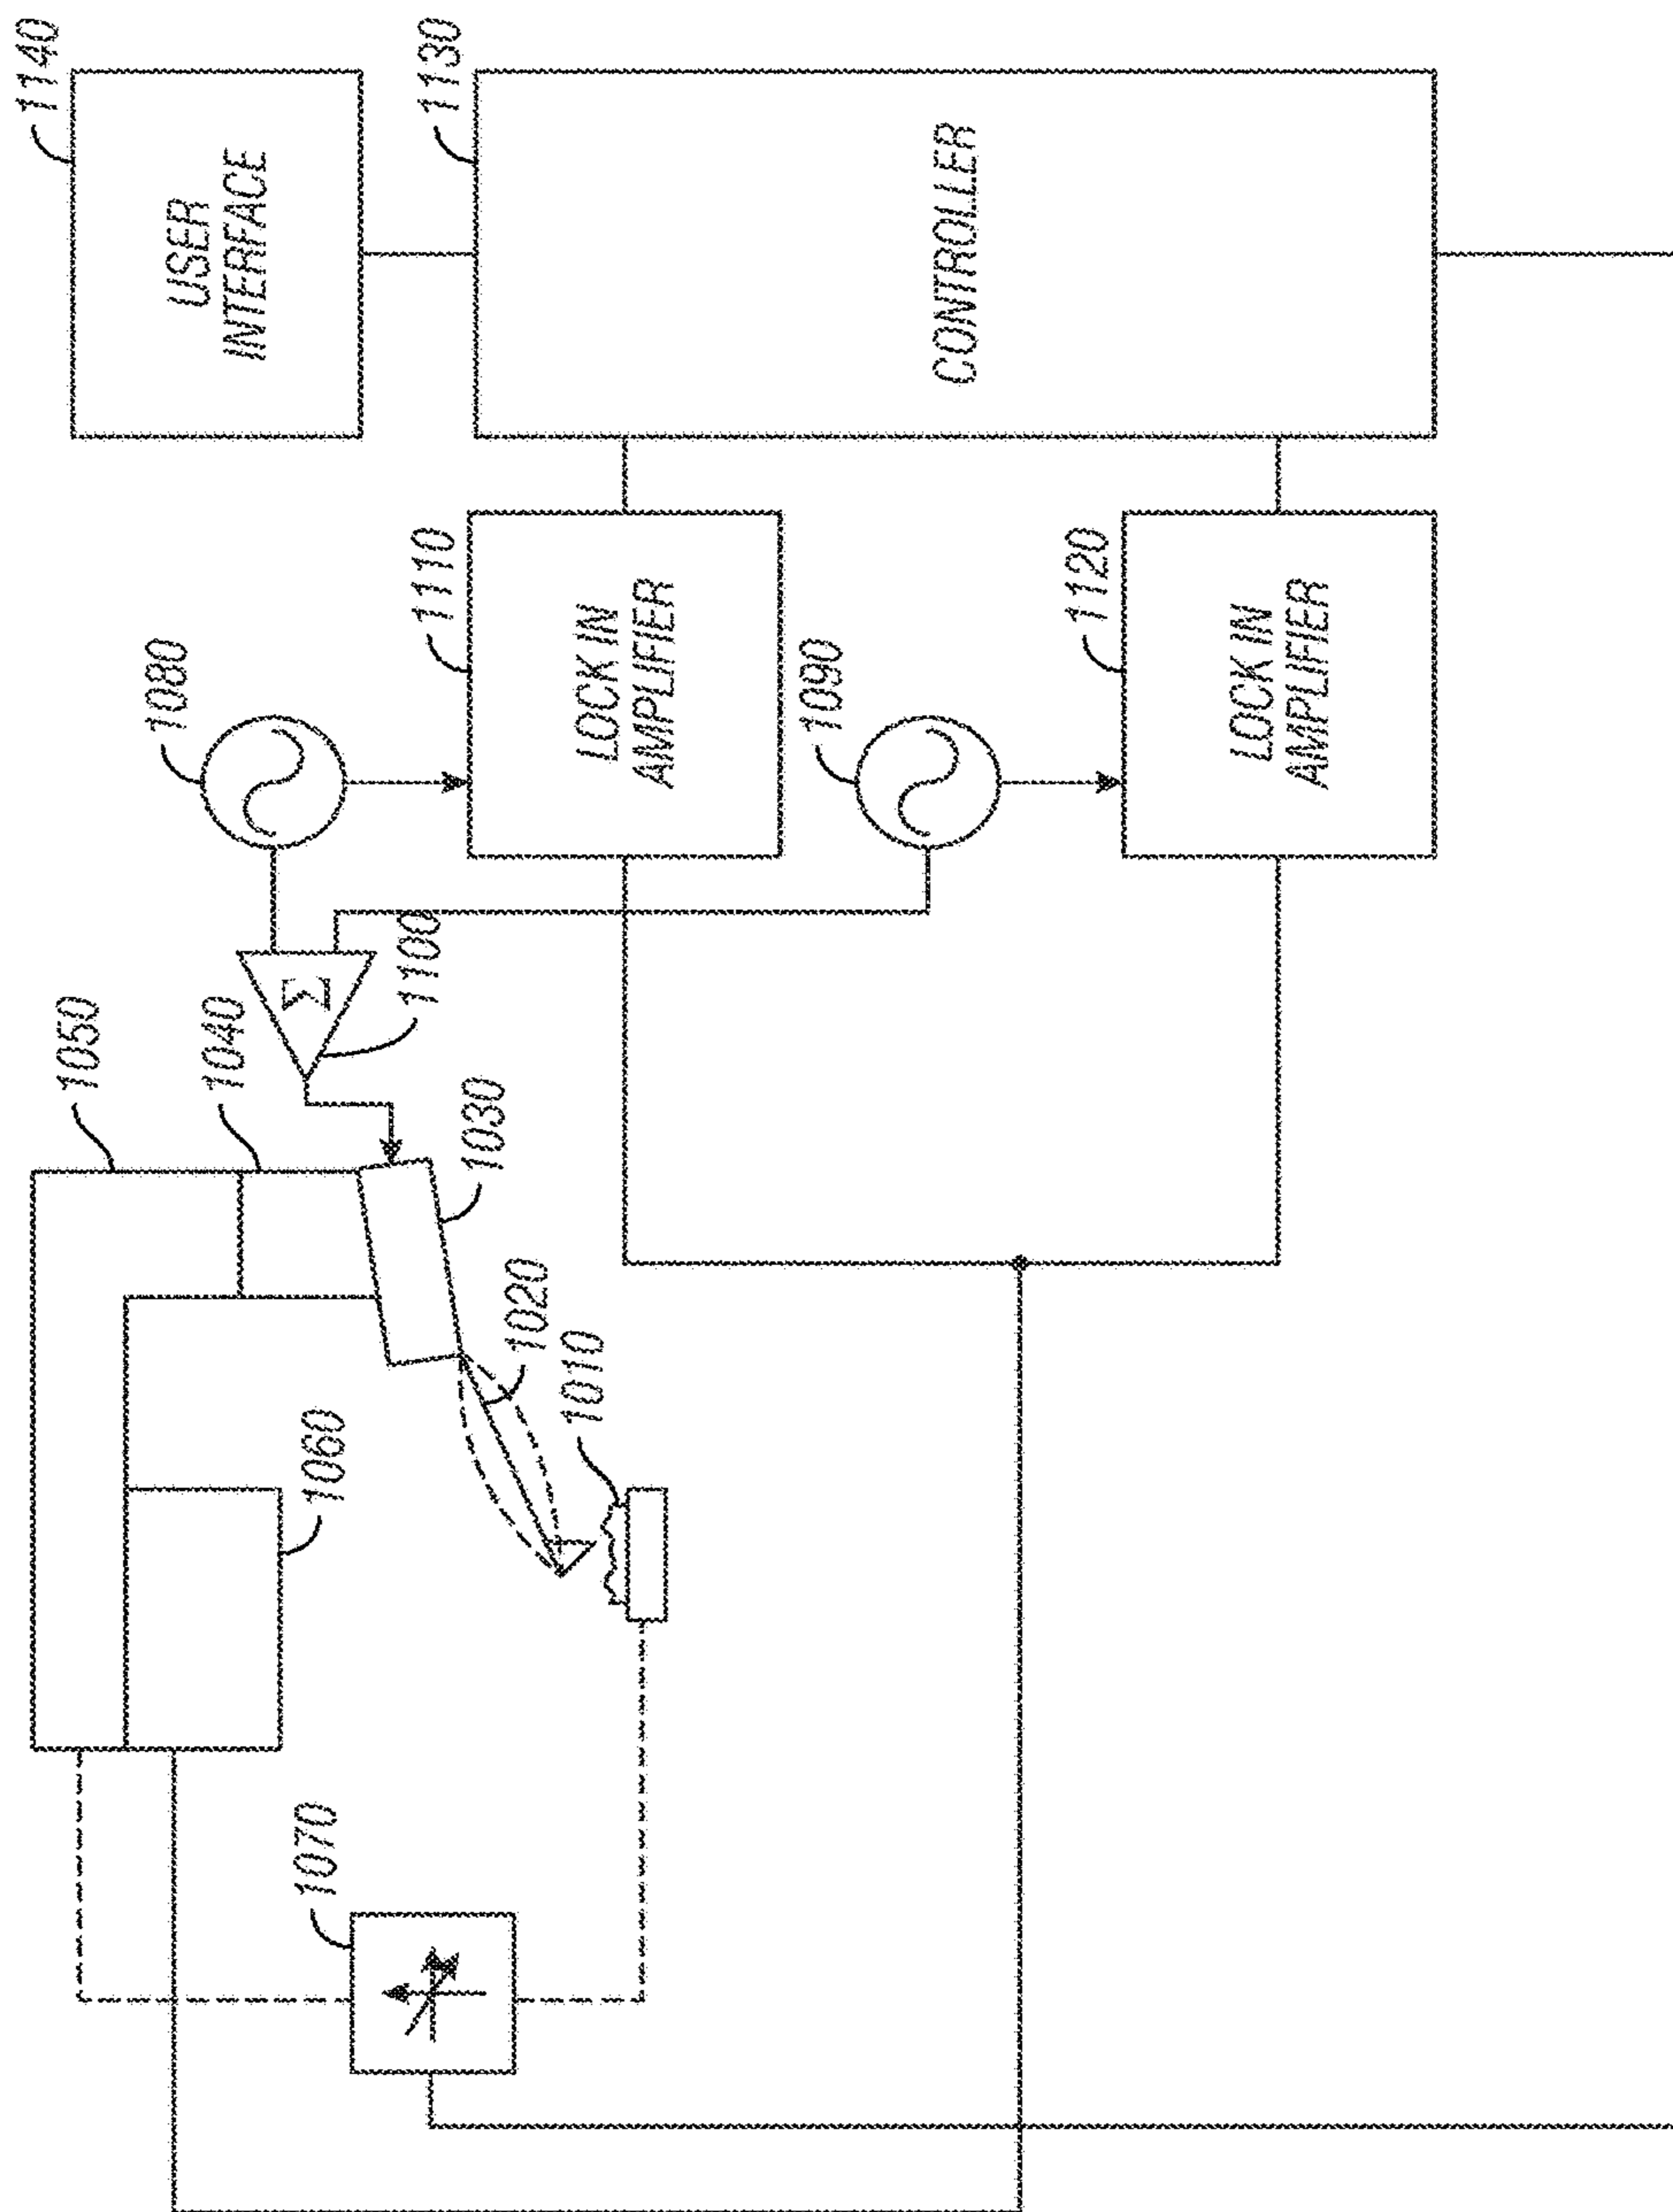 1140
USER
INTERFACE
1130
CONTROLLER
1110
LOCK IN
AMPLIFIER
1120
LOCK IN
AMPLIFIER
1080
1090
1100
Σ
1050
1040
1030
1020
1010
1060
1070